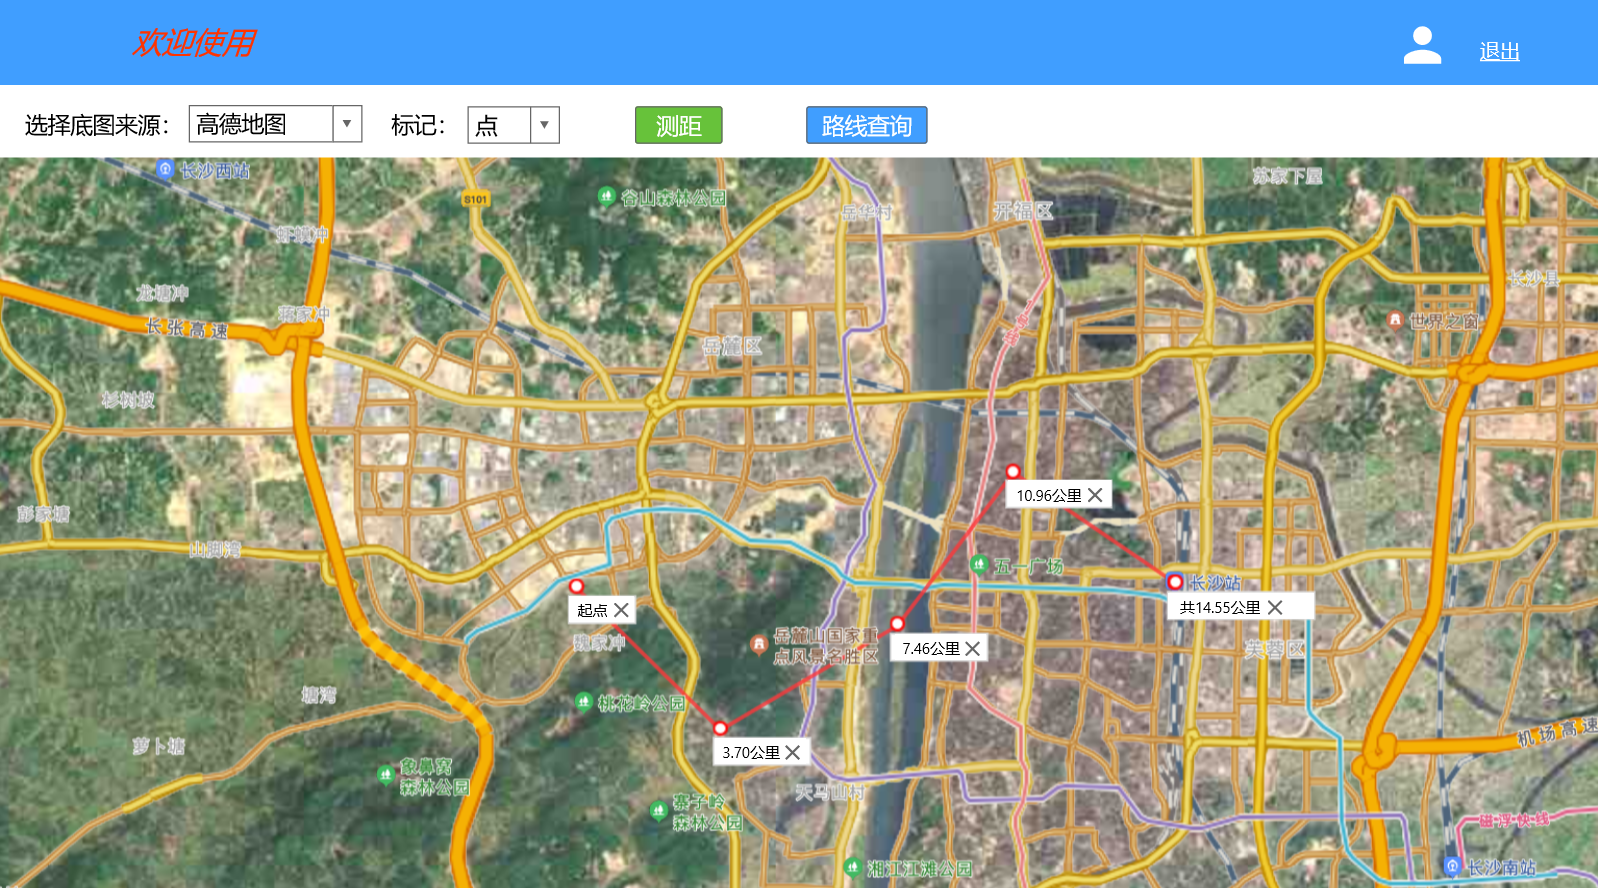 欢迎使用
退出
选择底图来源：
高德地图
标记：
点
测距
路线查询
长沙西站
S101
谷山森林公园
岳华村
开福区
苏家下屋
虾蟆冲
龙塘冲
蒋家冲
长沙县
长张高速
世界之窗
岳麓区
杉树坡
10.96公里
彭家塘
山脚湾
五一广场
长沙站
起点
共14.55公里
魏家冲
岳麓山国家重
点风景名胜区
7.46公里
芙蓉区
塘湾
桃花岭公园
萝卜塘
3.70公里
机场高速
象鼻窝
森林公园
天马山村
寨子岭
森林公园
磁浮快线
湘江江滩公园
长沙南站